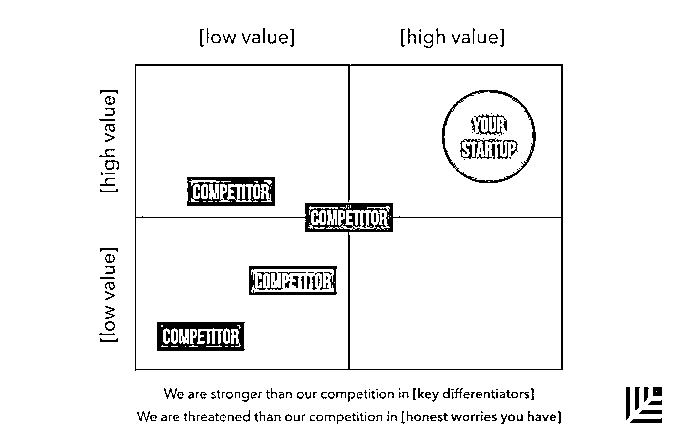 [low value] [high value]
[high value]
YOUR
STARTUP
COMPETITOR
COMPETITOR
[low value]
COMPETITOR
COMPETITOR
We are stronger than our competition in [key differentiators]
We are threatened than our competition in [honest worries you have]